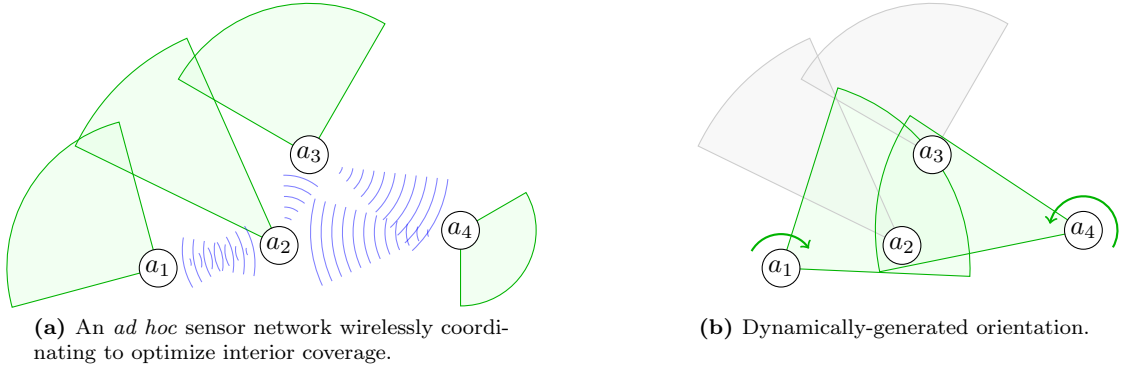 a3
a2
a4
a1
(a) An ad hoc sensor network wirelessly coordi-
nating to optimize interior coverage.
a3
a2
a4
a1
(b) Dynamically-generated orientation.